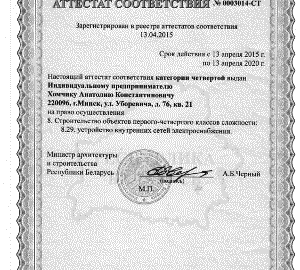 АТТЕСТАТ СООТВЕТСТВИЯ № 0003014-СТ
Зарегистрирован в реестре аттестатов соответствия
13.04.2015
Срок действия с 13 апреля 2015 г.
по 13 апреля 2020 г.
Настоящий аттестат соответствия категории четвертой выдан
Индивидуальному предпринимателю
Хомчику Анатолию Константиновичу
220096, г.Минск, ул. Уборевича, д. 76, кв. 21
на право осуществления
8. Строительство объектов первого-четвертого классов сложности:
8.29. устройство внутренних сетей электроснабжения.
Министр архитектуры
и строительства
Республики Беларусь
(подпись)
А.Б.Черный
М.П.